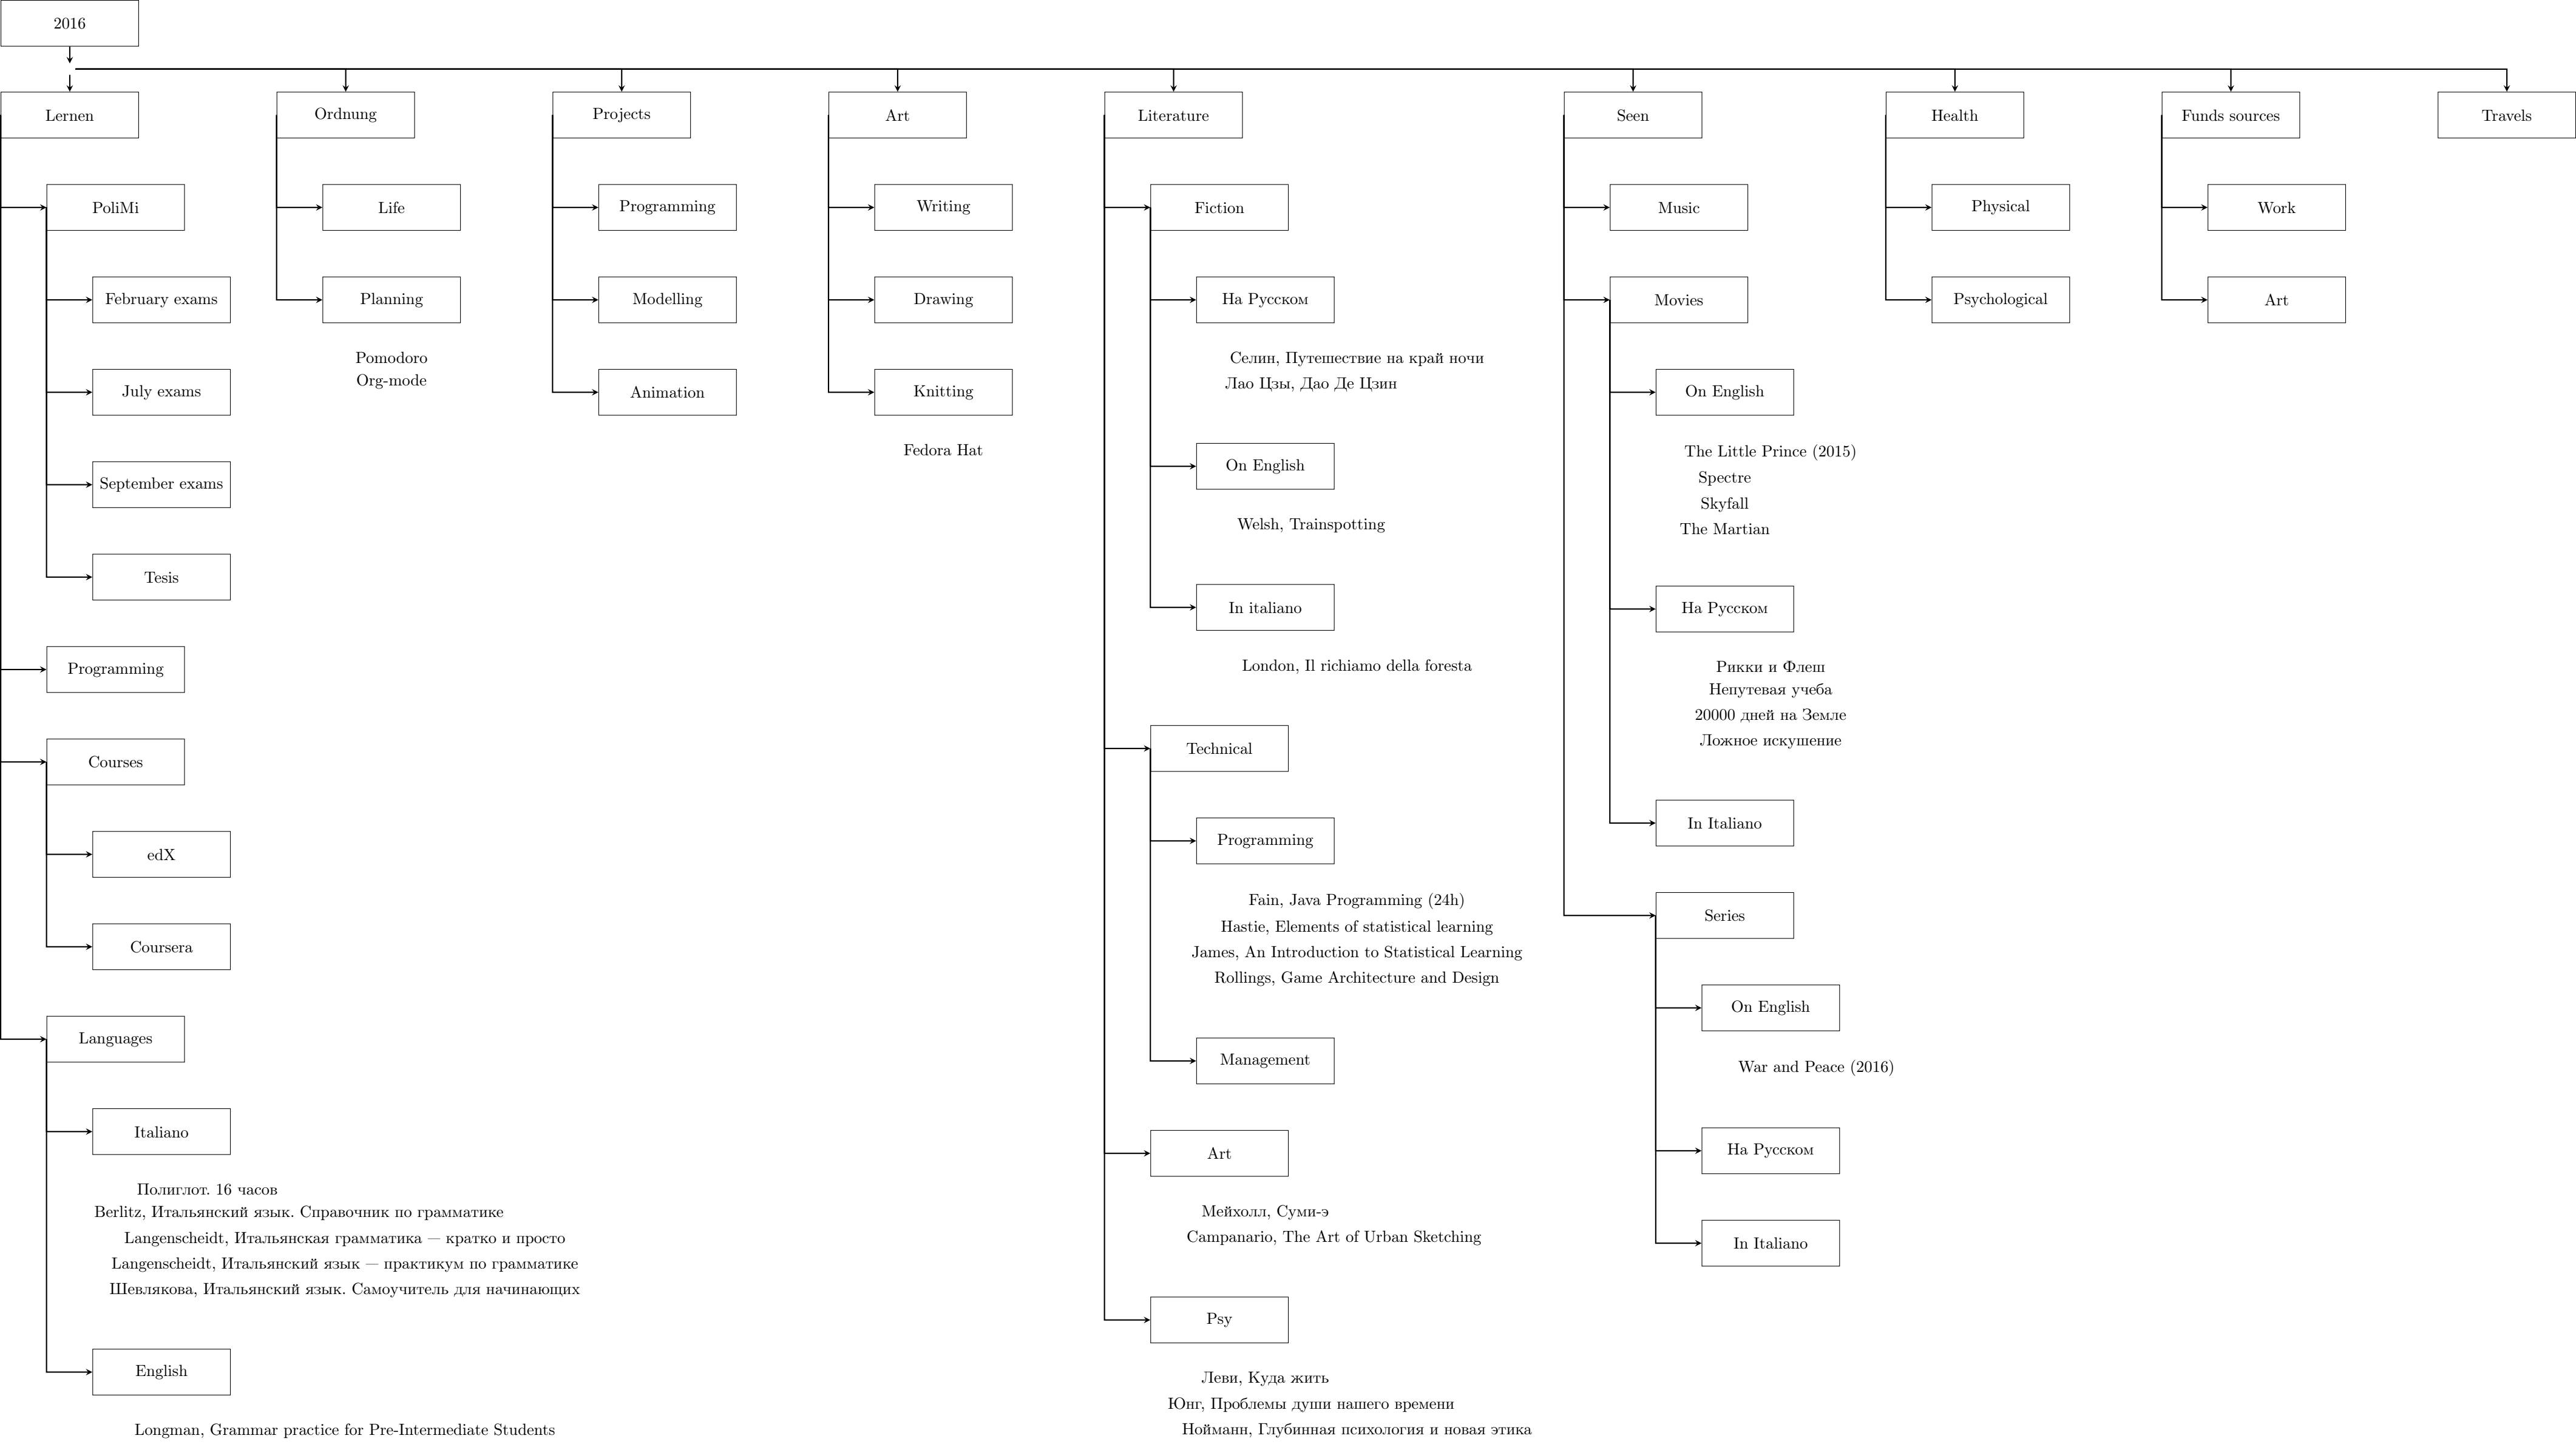 2016
Lernen
PoliMi
February exams
July exams
September exams
Tesis
Programming
Courses
edX
Coursera
Languages
Italiano
Полиглот. 16 часов
Berlitz, Итальянский язык. Справочник по грамматике
Langenscheidt, Итальянская грамматика — кратко и просто
Langenscheidt, Итальянский язык — практикум по грамматике
Шевлякова, Итальянский язык. Самоучитель для начинающих
English
Longman, Grammar practice for Pre-Intermediate Students
Ordnung
Life
Planning
Pomodoro
Org-mode
Projects
Programming
Modelling
Animation
Art
Writing
Drawing
Knitting
Fedora Hat
Literature
Fiction
На Русском
Селин, Путешествие на край ночи
Лао Цзы, Дао Де Цзин
On English
Welsh, Trainspotting
In italiano
London, Il richiamo della foresta
Technical
Programming
Fain, Java Programming (24h)
Hastie, Elements of statistical learning
James, An Introduction to Statistical Learning
Rollings, Game Architecture and Design
Management
Art
Мейхолл, Суми-э
Campanario, The Art of Urban Sketching
Psy
Леви, Куда жить
Юнг, Проблемы души нашего времени
Нойманн, Глубинная психология и новая этика
Seen
Music
Movies
On English
The Little Prince (2015)
Spectre
Skyfall
The Martian
На Русском
Рикки и Флеш
Непутевая учеба
20000 дней на Земле
Ложное искушение
In Italiano
Series
On English
War and Peace (2016)
На Русском
In Italiano
Health
Physical
Psychological
Funds sources
Work
Art
Travels